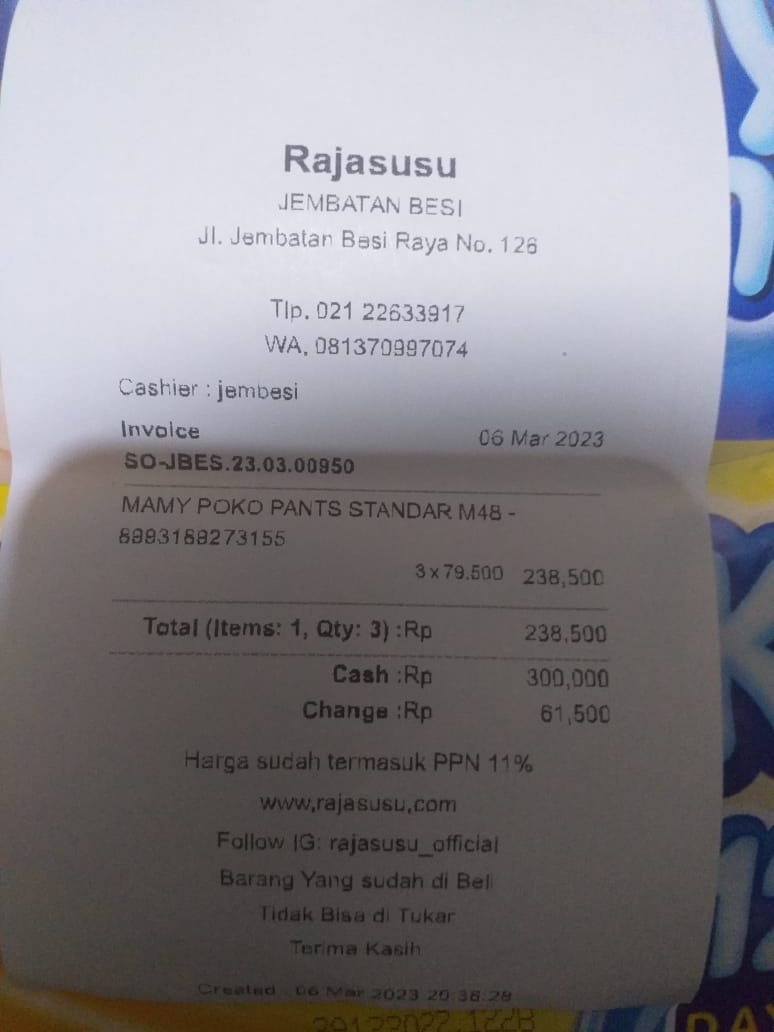 Rajasusu
JEMBATAN BESI
Jl. Jembatan Besi Raya No. 126
Tlp. 021 22633917
WA. 081370997074
Cashier : jembesi
Invoice 06 Mar 2023
SO-JBES.23.03.00950
MAMY POKO PANTS STANDAR M48 -
8993189273155
3 x 79.500 238,500
Total (Items: 1, Qty: 3) :Rp 238,500
Cash :Rp 300,000
Change :Rp 61,500
Harga sudah termasuk PPN 11%
www.rajasusu.com
Follow IG: rajasusu_official
Barang Yang sudah di Beli
Tidak Bisa di Tukar
Terima Kasih
Created : 06 Mar 2023 20:38:28